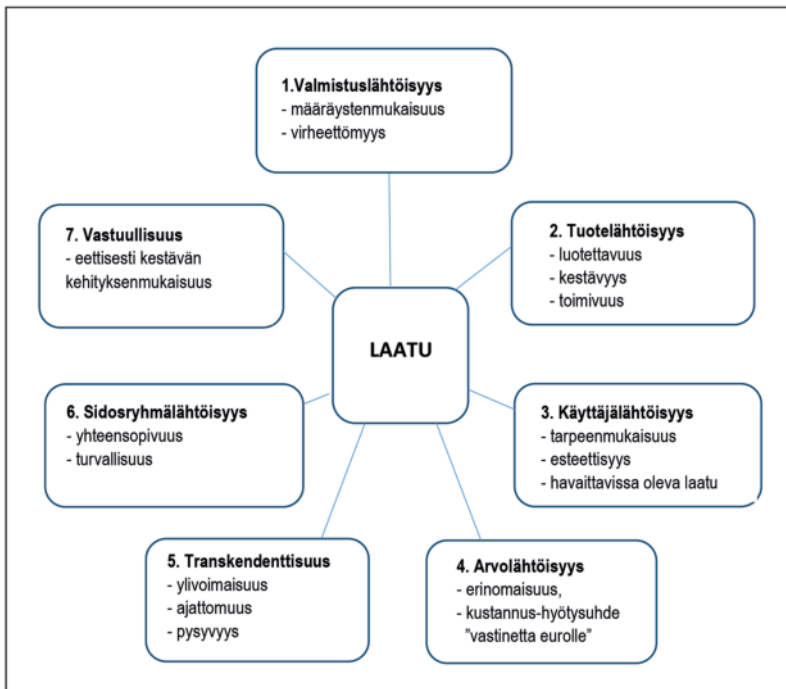 1.Valmistuslähtöisyys
- määräystenmukaisuus
- virheettömyys
2. Tuotelähtöisyys
- luotettavuus
- kestävyys
- toimivuus
3. Käyttäjälähtöisyys
- tarpeenmukaisuus
- esteettisyys
- havaittavissa oleva laatu
4. Arvolähtöisyys
- erinomaisuus,
- kustannus-hyötysuhde
”vastinetta eurolle”
5. Transkendenttisuus
- ylivoimaisuus
- ajattomuus
- pysyvyys
6. Sidosryhmälähtöisyys
- yhteensopivuus
- turvallisuus
7. Vastuullisuus
- eettisesti kestävän
kehityksenmukaisuus
LAATU